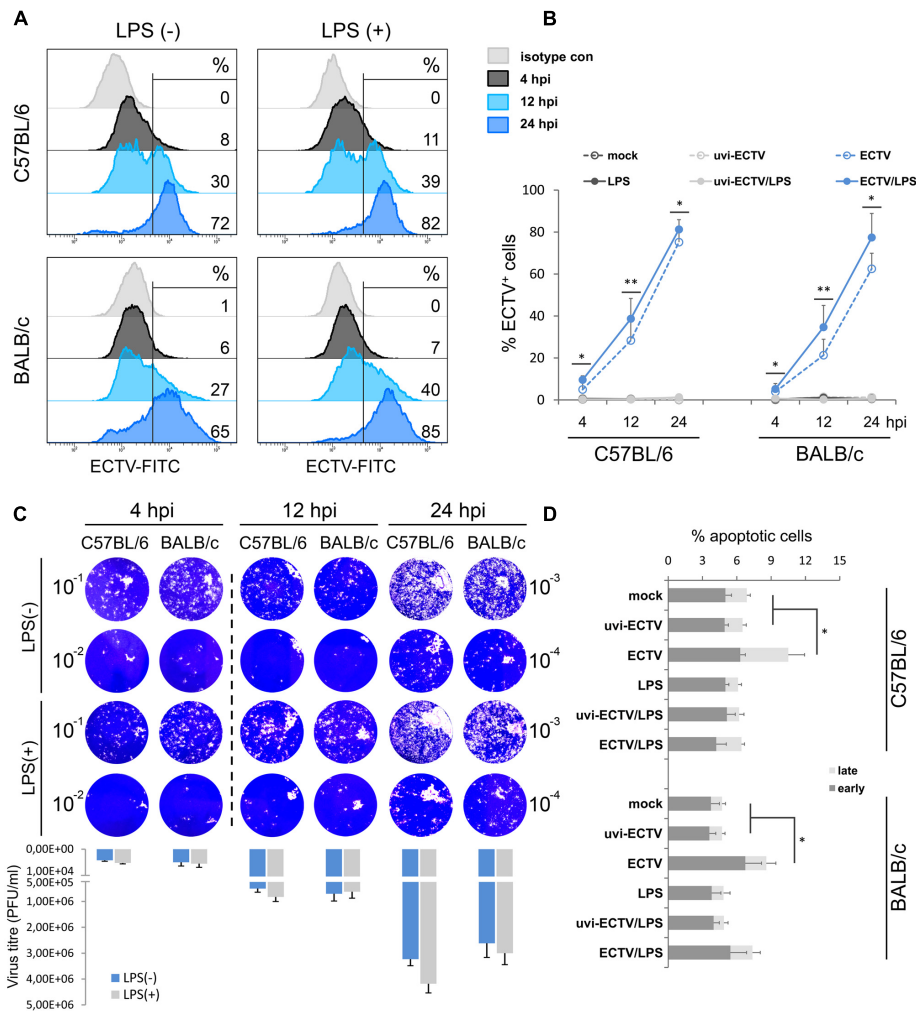 A
LPS (-)
LPS (+)
C57BL/6
%
0
8
30
72
%
0
11
39
82
BALB/c
%
1
6
27
65
%
0
7
40
85
ECTV-FITC
ECTV-FITC
isotype con
4 hpi
12 hpi
24 hpi
B
mock
uvi-ECTV
ECTV
LPS
uvi-ECTV/LPS
ECTV/LPS
% ECTV+ cells
100
80
60
40
20
0
*
**
*
*
**
*
4 12 24 4 12 24 hpi
C57BL/6 BALB/c
C
4 hpi 12 hpi 24 hpi
C57BL/6 BALB/c C57BL/6 BALB/c C57BL/6 BALB/c
LPS(-)
10-1 10-3
10-2 10-4
LPS(+)
10-1 10-3
10-2 10-4
Virus titre (PFU/ml)
0,00E+00
1,00E+04
5,00E+05
1,00E+06
2,00E+06
3,00E+06
4,00E+06
5,00E+06
LPS(-)
LPS(+)
D
% apoptotic cells
0 3 6 9 12 15
mock
uvi-ECTV
ECTV
LPS
uvi-ECTV/LPS
ECTV/LPS
*
C57BL/6
late
early
mock
uvi-ECTV
ECTV
LPS
uvi-ECTV/LPS
ECTV/LPS
*
BALB/c